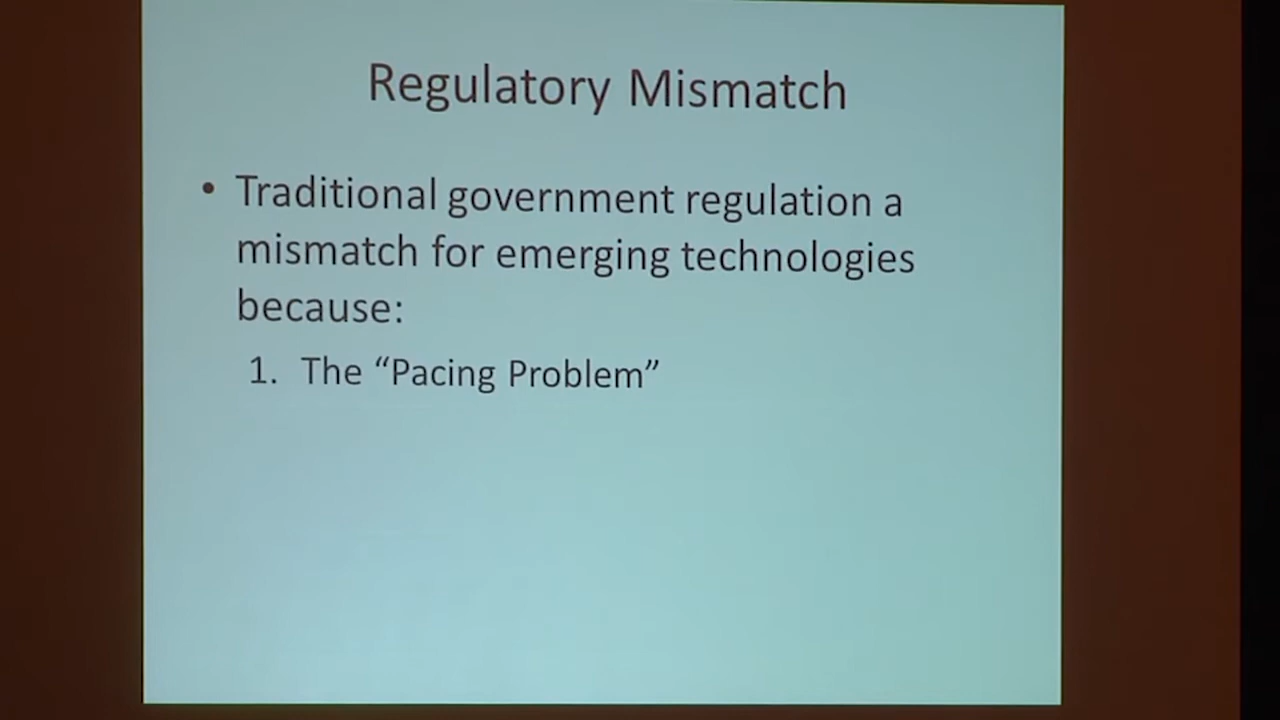 Regulatory Mismatch
• Traditional government regulation a
mismatch for emerging technologies
because:
1. The “Pacing Problem”